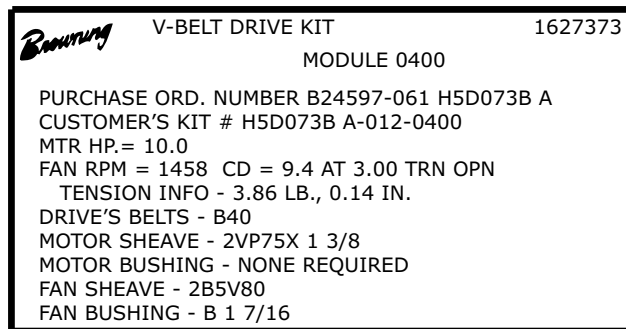 Browning V-BELT DRIVE KIT 1627373
MODULE 0400
PURCHASE ORD. NUMBER B24597-061 H5D073B A
CUSTOMER'S KIT # H5D073B A-012-0400
MTR HP.= 10.0
FAN RPM = 1458 CD = 9.4 AT 3.00 TRN OPN
TENSION INFO - 3.86 LB., 0.14 IN.
DRIVE'S BELTS - B40
MOTOR SHEAVE - 2VP75X 1 3/8
MOTOR BUSHING - NONE REQUIRED
FAN SHEAVE - 2B5V80
FAN BUSHING - B 1 7/16